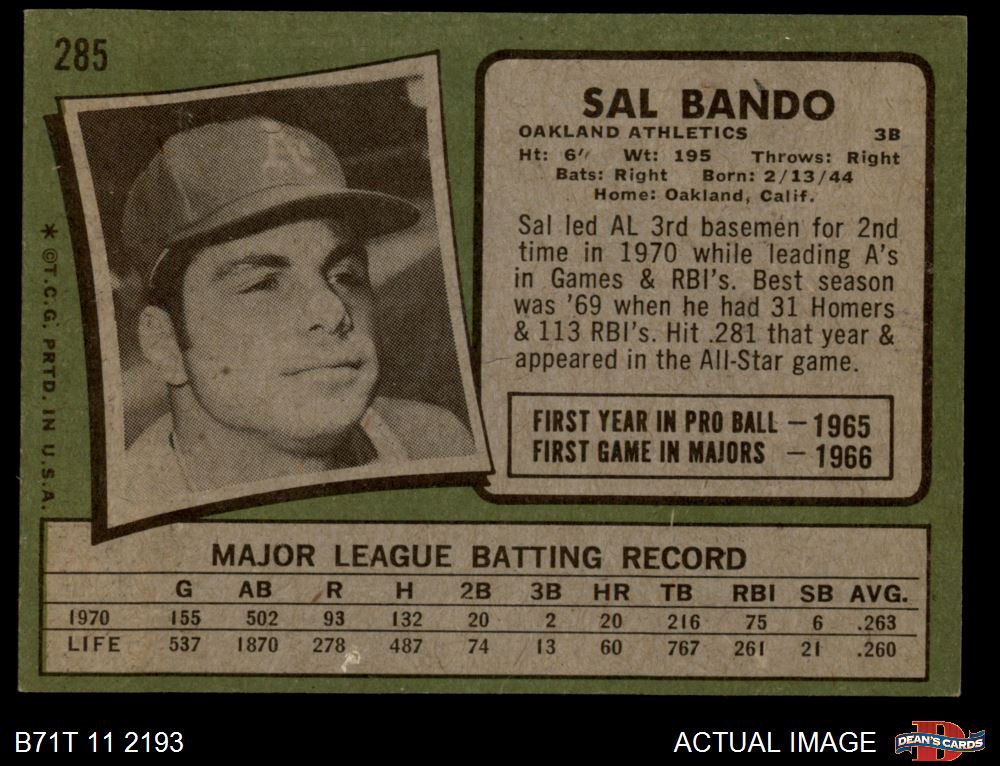 285
SAL BANDO
OAKLAND ATHLETICS 3B
Ht: 6'' Wt: 195 Throws: Right
Bats: Right Born: 2/13/44
Home: Oakland, Calif.
Sal led AL 3rd basemen for 2nd
time in 1970 while leading A's
in Games & RBI's. Best season
was '69 when he had 31 Homers
& 113 RBI's. Hit .281 that year &
appeared in the All-Star game.
FIRST YEAR IN PRO BALL — 1965
FIRST GAME IN MAJORS — 1966
A's
* ©T.C.G. PRTD. IN U.S.A.
MAJOR LEAGUE BATTING RECORD
G AB R H 2B 3B HR TB RBI SB AVG.
1970 155 502 93 132 20 2 20 216 75 6 .263
LIFE 537 1870 278 487 74 13 60 767 261 21 .260
B71T 11 2193
ACTUAL IMAGE
DEAN'S CARDS